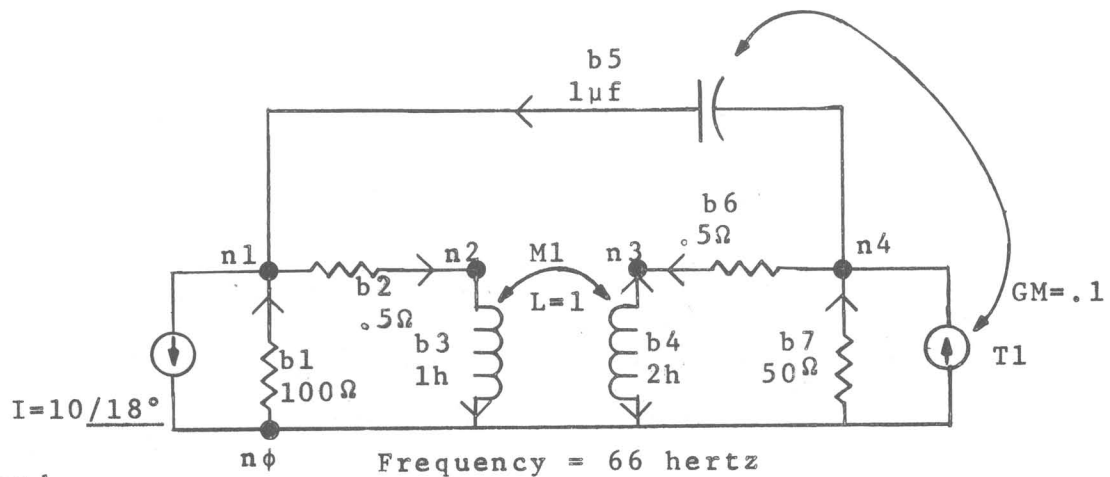 b5
1μf
b6
.5Ω
n1
n2
M1
n3
n4
b2
.5Ω
L=1
GM=.1
b1
100Ω
b3
1h
b4
2h
b7
50Ω
T1
I=10/18°
nϕ
Frequency = 66 hertz